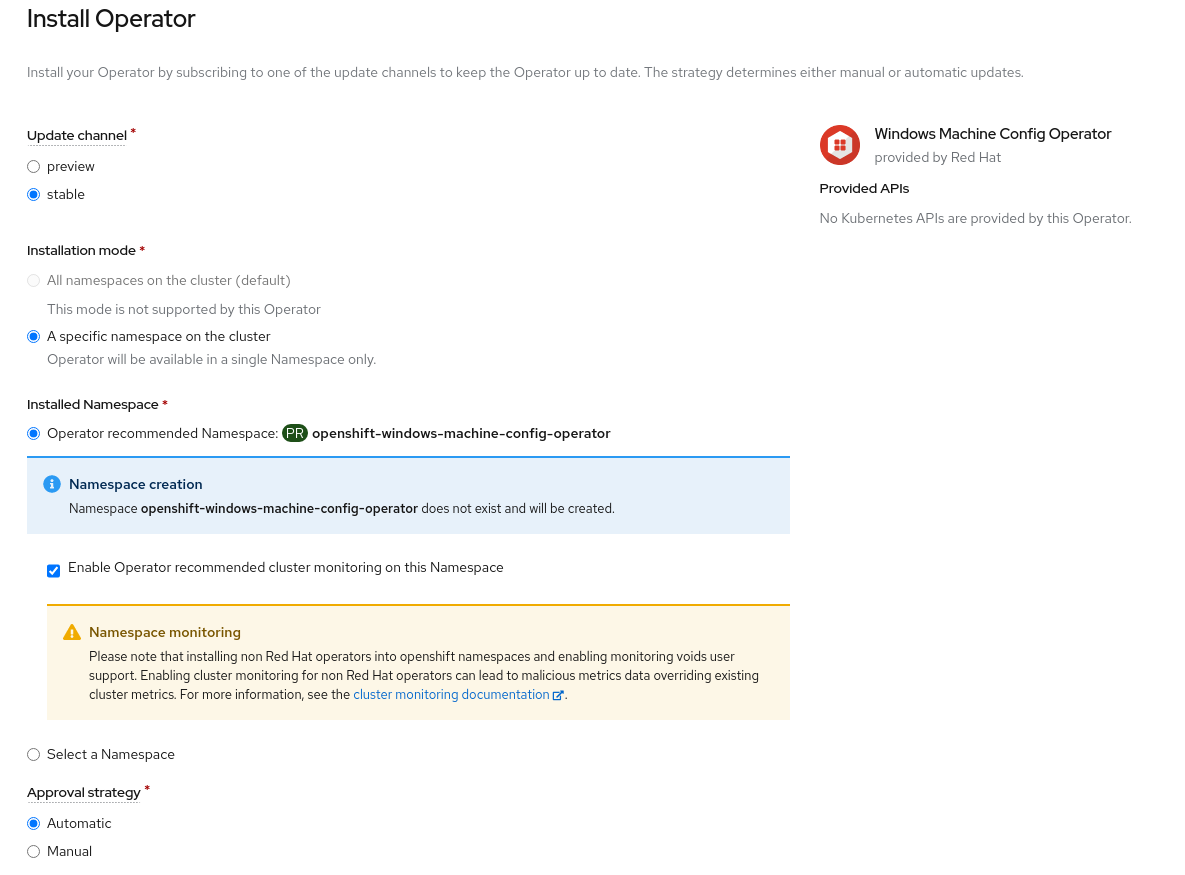 Install Operator
Install your Operator by subscribing to one of the update channels to keep the Operator up to date. The strategy determines either manual or automatic updates.
Update channel *
preview
stable
Installation mode *
All namespaces on the cluster (default)
This mode is not supported by this Operator
A specific namespace on the cluster
Operator will be available in a single Namespace only.
Installed Namespace *
Operator recommended Namespace: PR openshift-windows-machine-config-operator
Namespace creation
Namespace openshift-windows-machine-config-operator does not exist and will be created.
Enable Operator recommended cluster monitoring on this Namespace
Namespace monitoring
Please note that installing non Red Hat operators into openshift namespaces and enabling monitoring voids user
support. Enabling cluster monitoring for non Red Hat operators can lead to malicious metrics data overriding existing
cluster metrics. For more information, see the cluster monitoring documentation.
Select a Namespace
Approval strategy *
Automatic
Manual
Windows Machine Config Operator
provided by Red Hat
Provided APIs
No Kubernetes APIs are provided by this Operator.